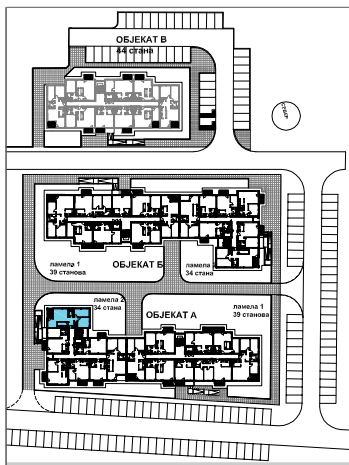 ОБЈЕКАТ В
44 стана
север
ламела 1
39 станова
ОБЈЕКАТ Б
ламела
34 стана
ламела 2
34 стана
ОБЈЕКАТ А
ламела 1
39 станова